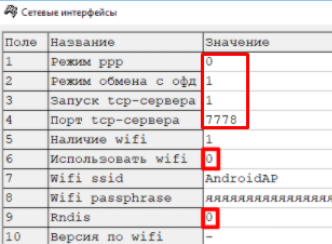 Сетевые интерфейсы
Поле Название Значение
1 Режим ppp 0
2 Режим обмена с офд 1
3 Запуск tcp-сервера 1
4 Порт tcp-сервера 7778
5 Наличие wifi 1
6 Использовать wifi 0
7 Wifi ssid AndroidAP
8 Wifi passphrase яяяяяяяяяяяяяяя
9 Rndis 0
10 Версия по wifi -